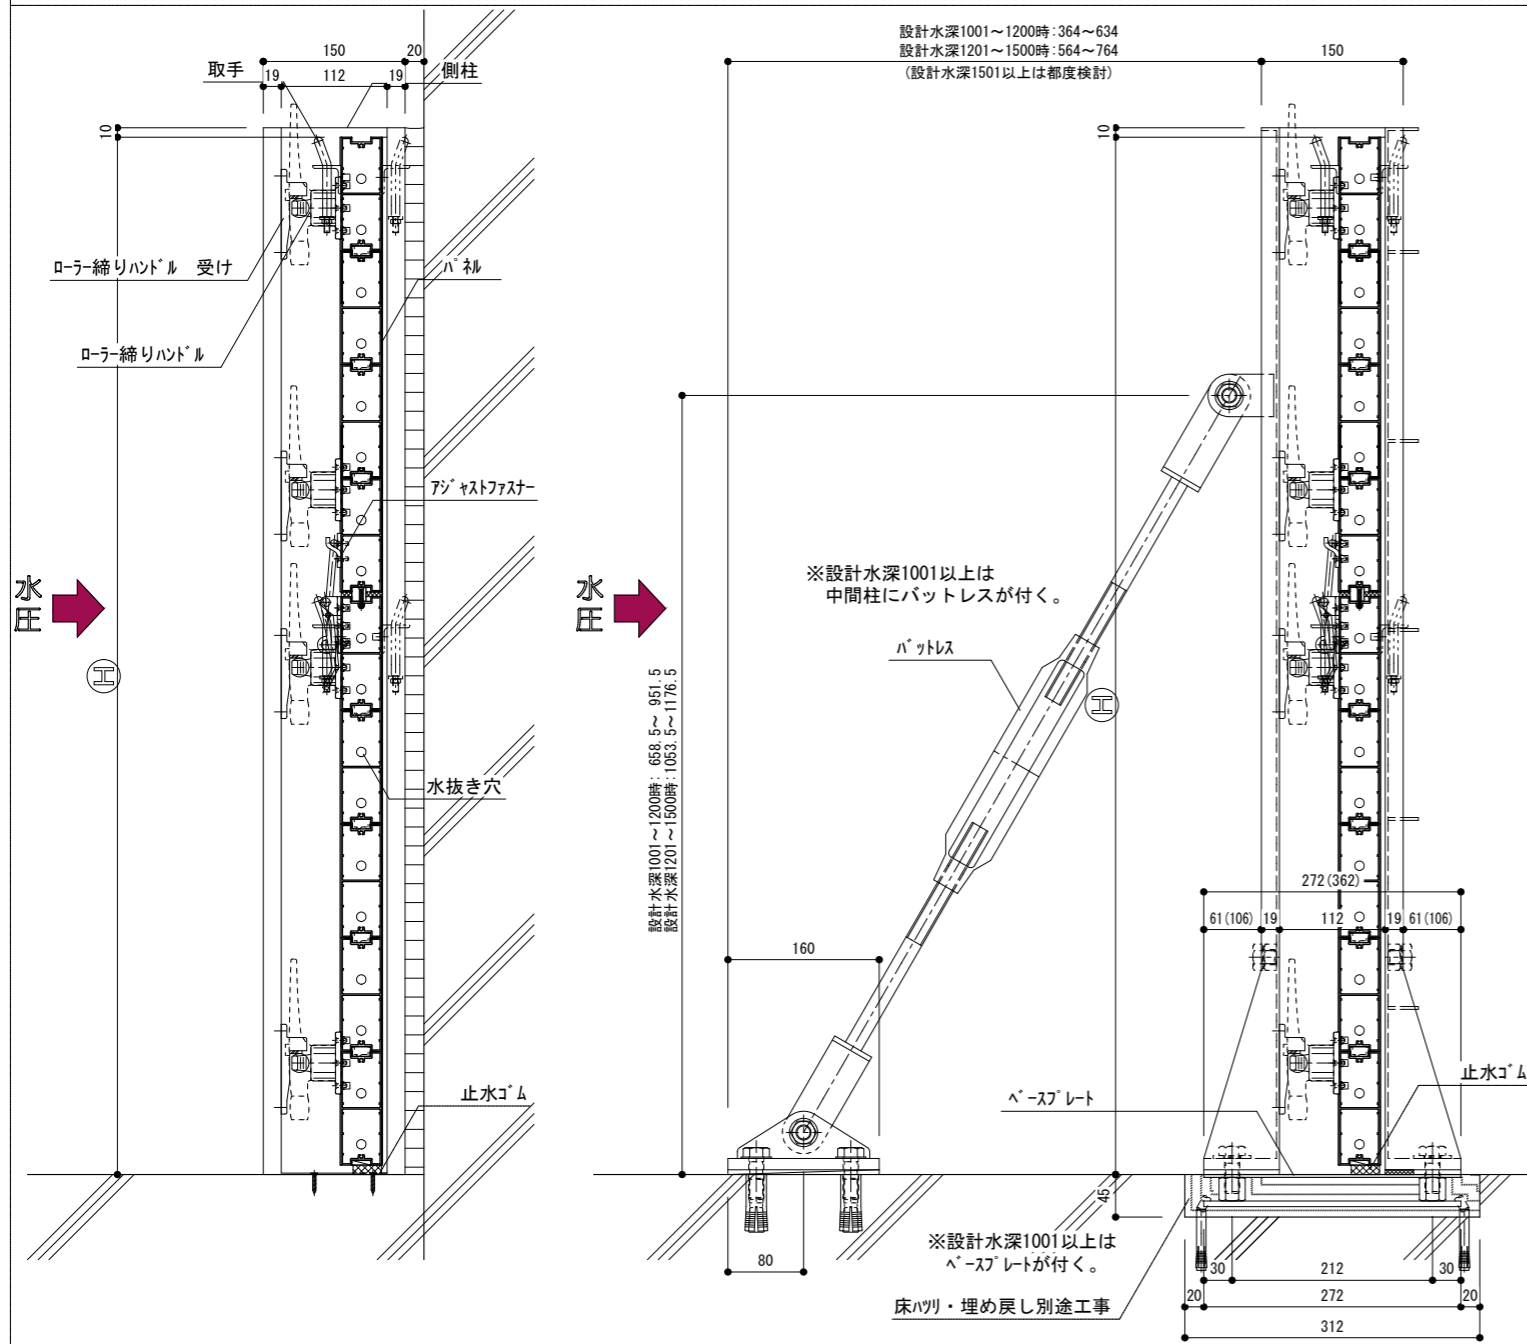 設計水深1001～1200時:364～634
設計水深1201～1500時:564～764
(設計水深1501以上は都度検討)
150
20
取手
19
112
19
側柱
10
ローラー締りハンドル 受け
パネル
ローラー締りハンドル
アジャストファスナー
水圧
H
水抜き穴
止水ゴム
150
10
※設計水深1001以上は
中間柱にバットレスが付く。
水圧
バットレス
H
設計水深1001～1200時: 658.5～ 951.5
設計水深1201～1500時:1053.5～1176.5
272(362)
61(106)
19
112
19
61(106)
160
ベースプレート
止水ゴム
45
80
※設計水深1001以上は
ベースプレートが付く。
床ハツリ・埋め戻し別途工事
30
212
30
20
272
20
312